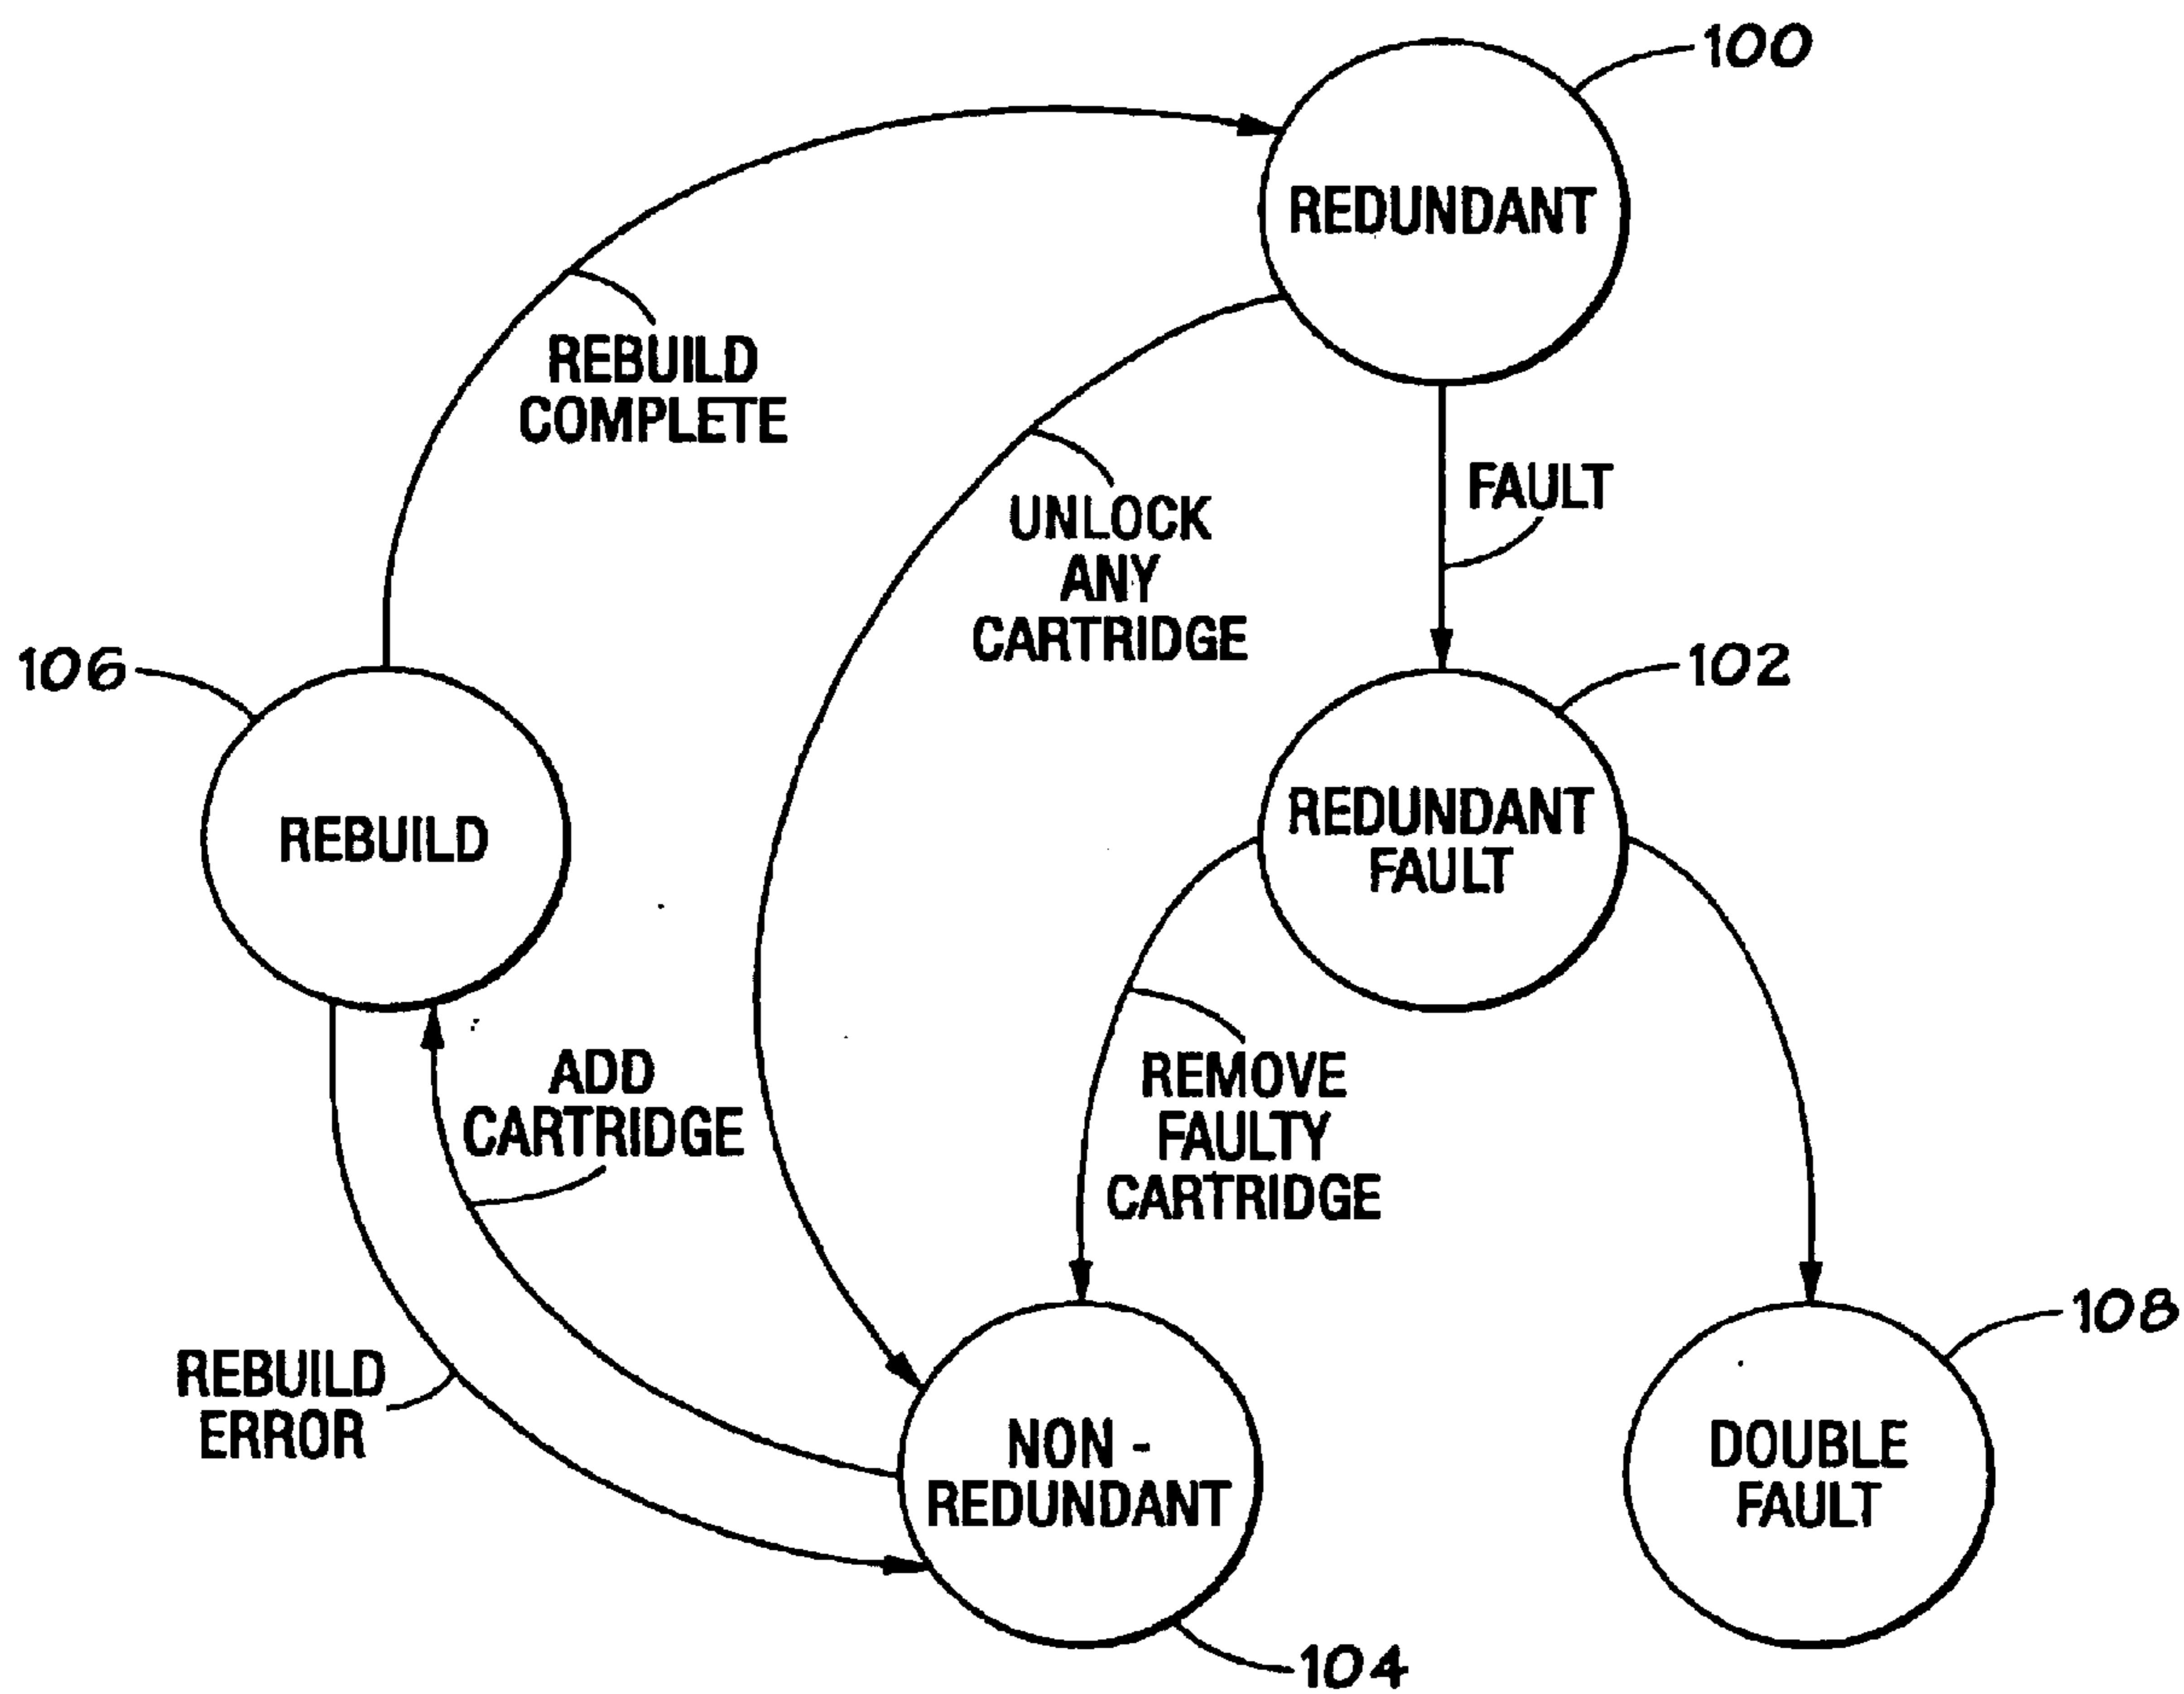 100
REDUNDANT
REBUILD
COMPLETE
UNLOCK
ANY
CARTRIDGE
FAULT
106
102
REBUILD
REDUNDANT
FAULT
ADD
CARTRIDGE
REMOVE
FAULTY
CARTRIDGE
108
REBUILD
ERROR
NON -
REDUNDANT
DOUBLE
FAULT
104